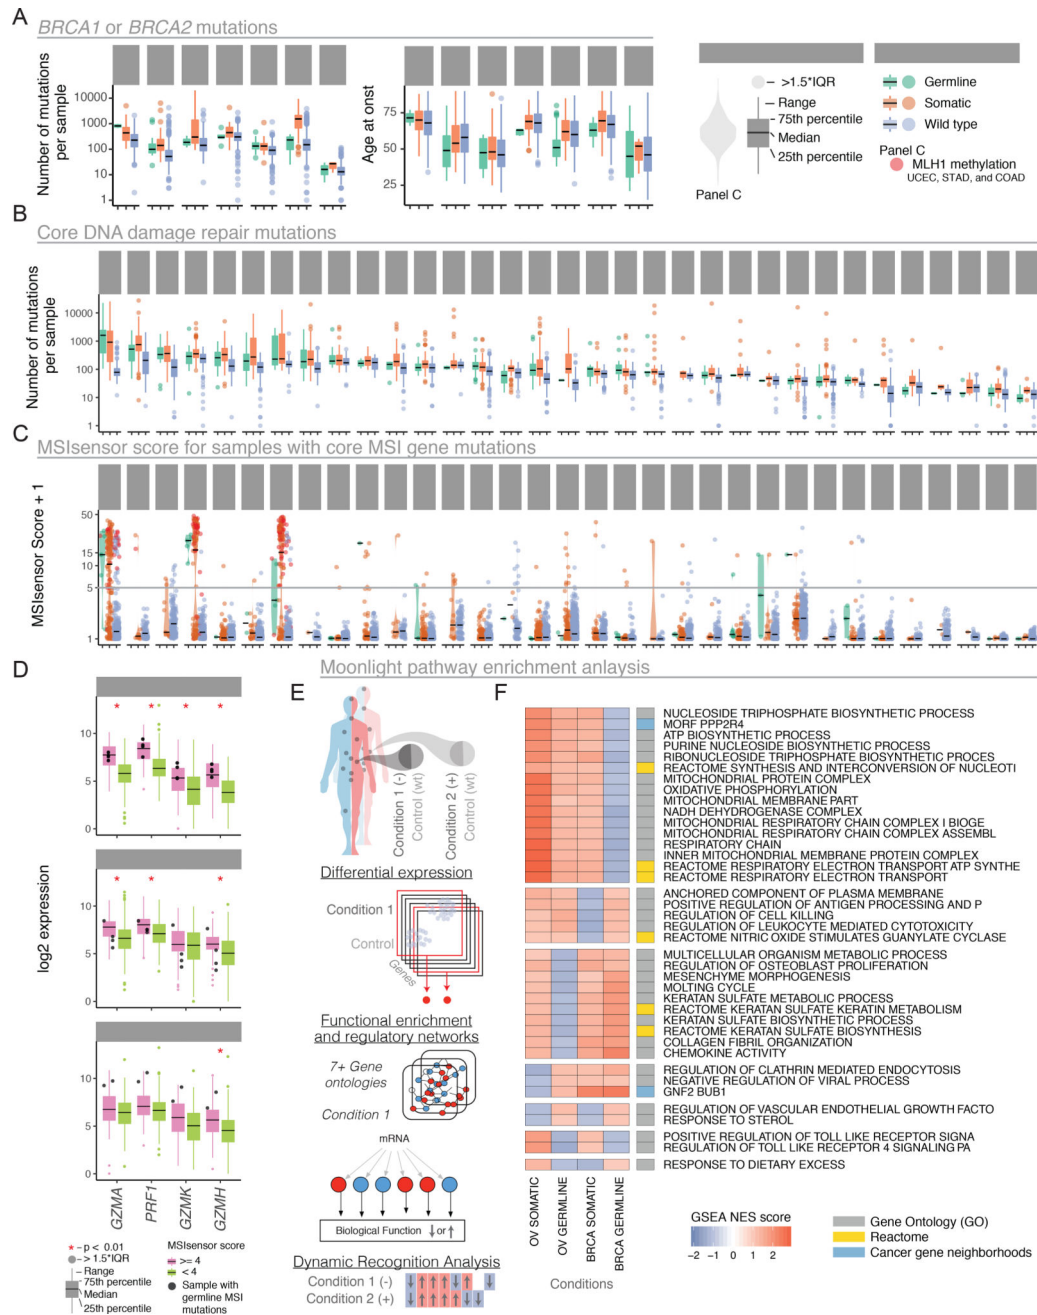 A
BRCA1 or BRCA2 mutations
Number of mutations
per sample
10000
1000
100
10
1
Age at onst
75
50
25
>1.5*IQR
Range
75th percentile
Median
25th percentile
Panel C
Germline
Somatic
Wild type
Panel C
MLH1 methylation
UCEC, STAD, and COAD
B
Core DNA damage repair mutations
Number of mutations
per sample
10000
1000
100
10
1
C
MSIsensor score for samples with core MSI gene mutations
MSIsensor Score + 1
50
15
10
5
1
D
log2 expression
10
5
0
10
5
0
10
5
0
GZMA
PRF1
GZMK
GZMH
* - p < 0.01
> 1.5*IQR
Range
75th percentile
Median
25th percentile
MSIsensor score
>= 4
< 4
Sample with
germline MSI
mutations
Moonlight pathway enrichment anlaysis
E
Condition 1 (-)
Control (wt)
Condition 2 (+)
Control (wt)
Differential expression
Condition 1
Control
Genes
Functional enrichment
and regulatory networks
7+ Gene
ontologies
Condition 1
mRNA
Biological Function ↓ or ↑
Dynamic Recognition Analysis
Condition 1 (-)
Condition 2 (+)
F
NUCLEOSIDE TRIPHOSPHATE BIOSYNTHETIC PROCESS
MORF PPP2R4
ATP BIOSYNTHETIC PROCESS
PURINE NUCLEOSIDE BIOSYNTHETIC PROCESS
RIBONUCLEOSIDE TRIPHOSPHATE BIOSYNTHETIC PROCES
REACTOME SYNTHESIS AND INTERCONVERSION OF NUCLEOTI
MITOCHONDRIAL PROTEIN COMPLEX
OXIDATIVE PHOSPHORYLATION
MITOCHONDRIAL MEMBRANE PART
NADH DEHYDROGENASE COMPLEX
MITOCHONDRIAL RESPIRATORY CHAIN COMPLEX I BIOGE
MITOCHONDRIAL RESPIRATORY CHAIN COMPLEX ASSEMBL
RESPIRATORY CHAIN
INNER MITOCHONDRIAL MEMBRANE PROTEIN COMPLEX
REACTOME RESPIRATORY ELECTRON TRANSPORT ATP SYNTHE
REACTOME RESPIRATORY ELECTRON TRANSPORT
ANCHORED COMPONENT OF PLASMA MEMBRANE
POSITIVE REGULATION OF ANTIGEN PROCESSING AND P
REGULATION OF CELL KILLING
REGULATION OF LEUKOCYTE MEDIATED CYTOTOXICITY
REACTOME NITRIC OXIDE STIMULATES GUANYLATE CYCLASE
MULTICELLULAR ORGANISM METABOLIC PROCESS
REGULATION OF OSTEOBLAST PROLIFERATION
MESENCHYME MORPHOGENESIS
MOLTING CYCLE
KERATAN SULFATE METABOLIC PROCESS
REACTOME KERATAN SULFATE KERATIN METABOLISM
KERATAN SULFATE BIOSYNTHETIC PROCESS
REACTOME KERATAN SULFATE BIOSYNTHESIS
COLLAGEN FIBRIL ORGANIZATION
CHEMOKINE ACTIVITY
REGULATION OF CLATHRIN MEDIATED ENDOCYTOSIS
NEGATIVE REGULATION OF VIRAL PROCESS
GNF2 BUB1
REGULATION OF VASCULAR ENDOTHELIAL GROWTH FACTO
RESPONSE TO STEROL
POSITIVE REGULATION OF TOLL LIKE RECEPTOR SIGNA
REGULATION OF TOLL LIKE RECEPTOR 4 SIGNALING PA
RESPONSE TO DIETARY EXCESS
OV SOMATIC
OV GERMLINE
BRCA SOMATIC
BRCA GERMLINE
Conditions
GSEA NES score
-2 -1 0 1 2 3
Gene Ontology (GO)
Reactome
Cancer gene neighborhoods